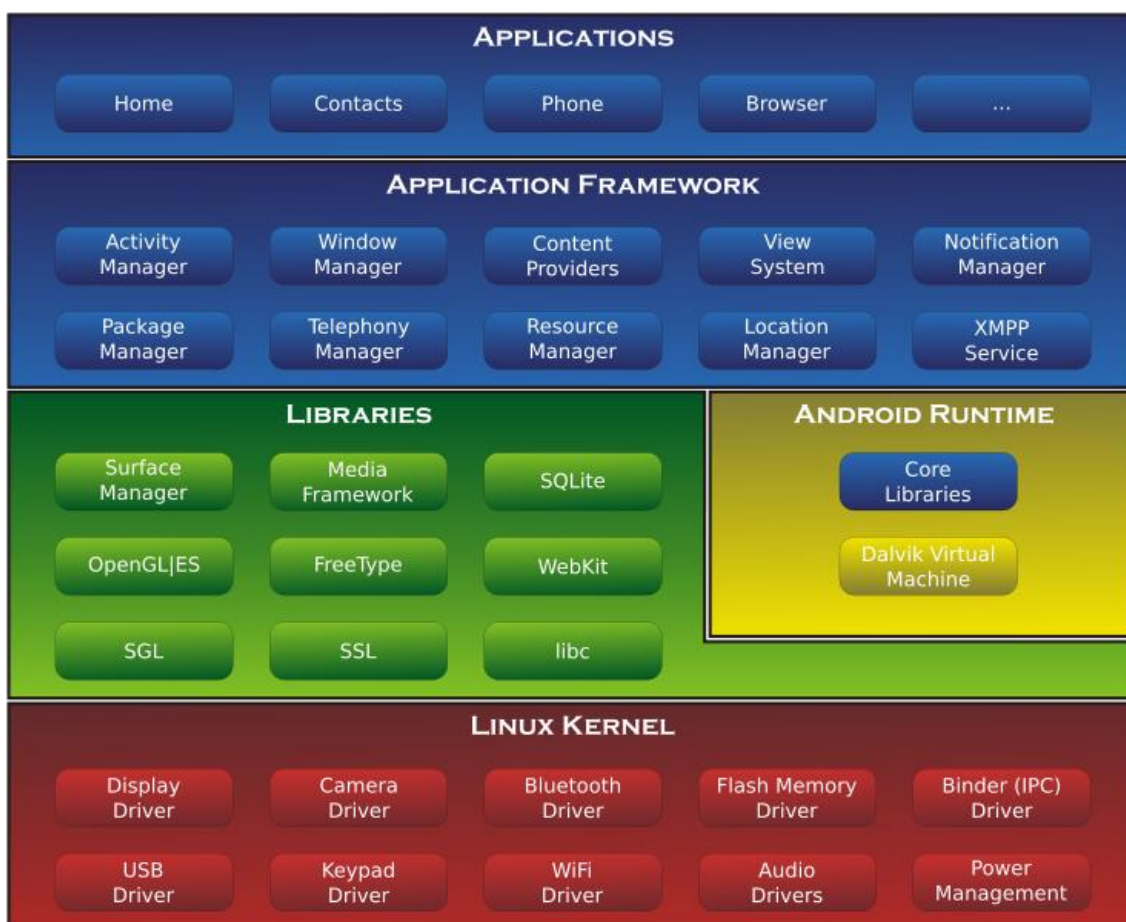 APPLICATIONS
Home
Contacts
Phone
Browser
...
APPLICATION FRAMEWORK
Activity
Manager
Window
Manager
Content
Providers
View
System
Notification
Manager
Package
Manager
Telephony
Manager
Resource
Manager
Location
Manager
XMPP
Service
LIBRARIES
Surface
Manager
Media
Framework
SQLite
OpenGL|ES
FreeType
WebKit
SGL
SSL
libc
ANDROID RUNTIME
Core
Libraries
Dalvik Virtual
Machine
LINUX KERNEL
Display
Driver
Camera
Driver
Bluetooth
Driver
Flash Memory
Driver
Binder (IPC)
Driver
USB
Driver
Keypad
Driver
WiFi
Driver
Audio
Drivers
Power
Management